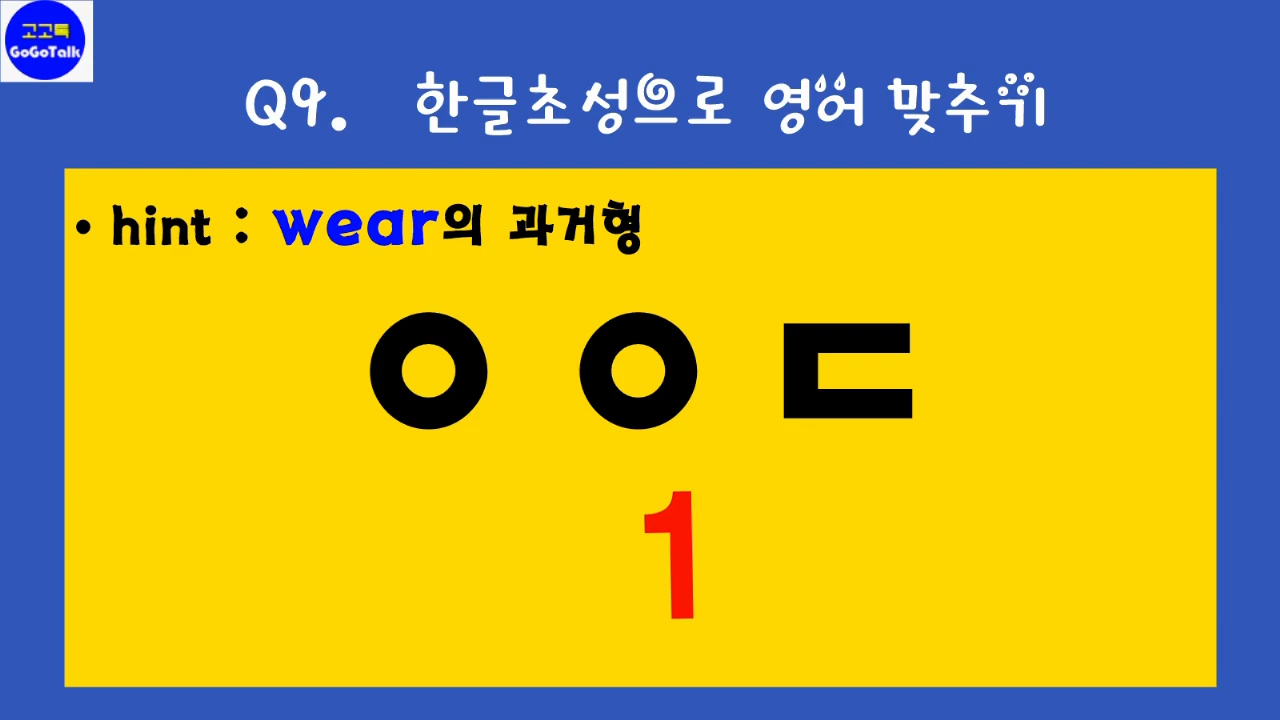 고고톡
GoGoTalk
Q9. 한글초성으로 영어 맞추기
• hint : wear의 과거형
ㅇ ㅇ ㄷ
1